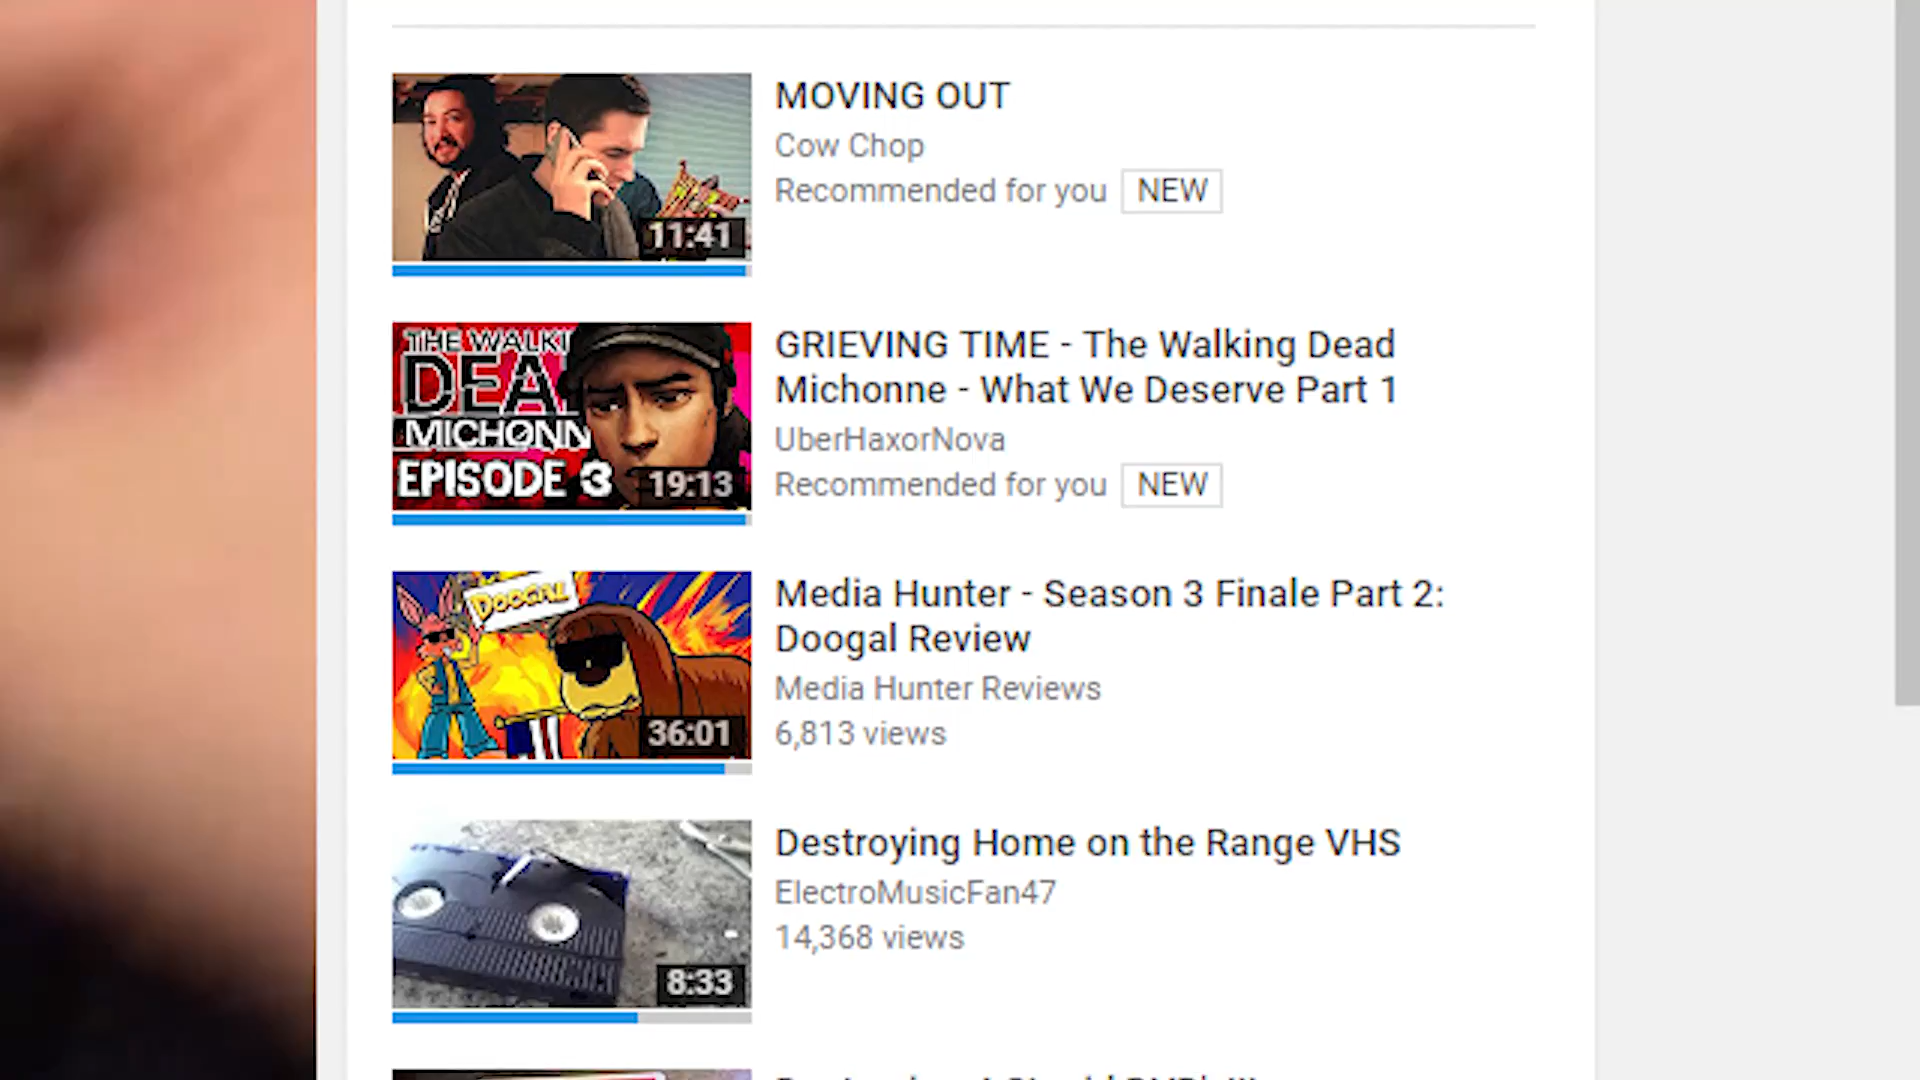 MOVING OUT
Cow Chop
Recommended for you NEW
11:41
THE WALKI
DEA
MICHONN
EPISODE 3
19:13
GRIEVING TIME - The Walking Dead
Michonne - What We Deserve Part 1
UberHaxorNova
Recommended for you NEW
DOOGAL
36:01
Media Hunter - Season 3 Finale Part 2:
Doogal Review
Media Hunter Reviews
6,813 views
8:33
Destroying Home on the Range VHS
ElectroMusicFan47
14,368 views